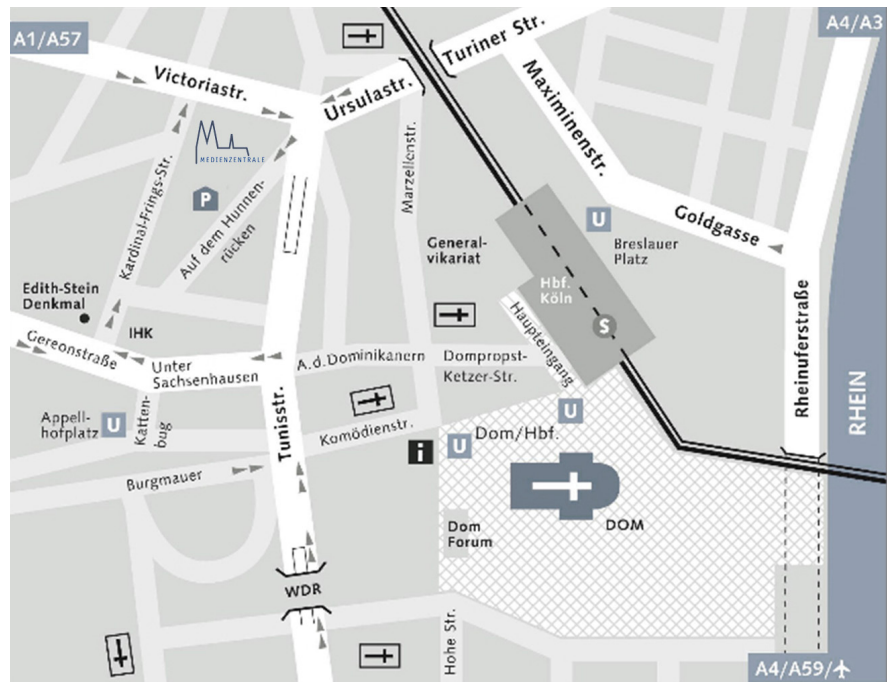 A1/A57
A4/A3
Turiner Str.
Victoriastr.
Ursulastr.
Maximinenstr.
MEDIENZENTRALE
P
Kardinal-Frings-Str.
Auf dem Hunnen-
rücken
Marzellenstr.
U
Goldgasse
General-
vikariat
Breslauer
Platz
Edith-Stein
Denkmal
Hbf.
Köln
S
Haupteingang
Rheinuferstraße
RHEIN
IHK
Gereonstraße
Unter
Sachsenhausen
A.d.Dominikanern
Dompropst-
Ketzer-Str.
Appell-
hofplatz
U
Katten-
bug
Tunisstr.
Komödienstr.
i
U
Dom/Hbf.
U
Burgmauer
DOM
Dom
Forum
WDR
Hohe Str.
A4/A59/